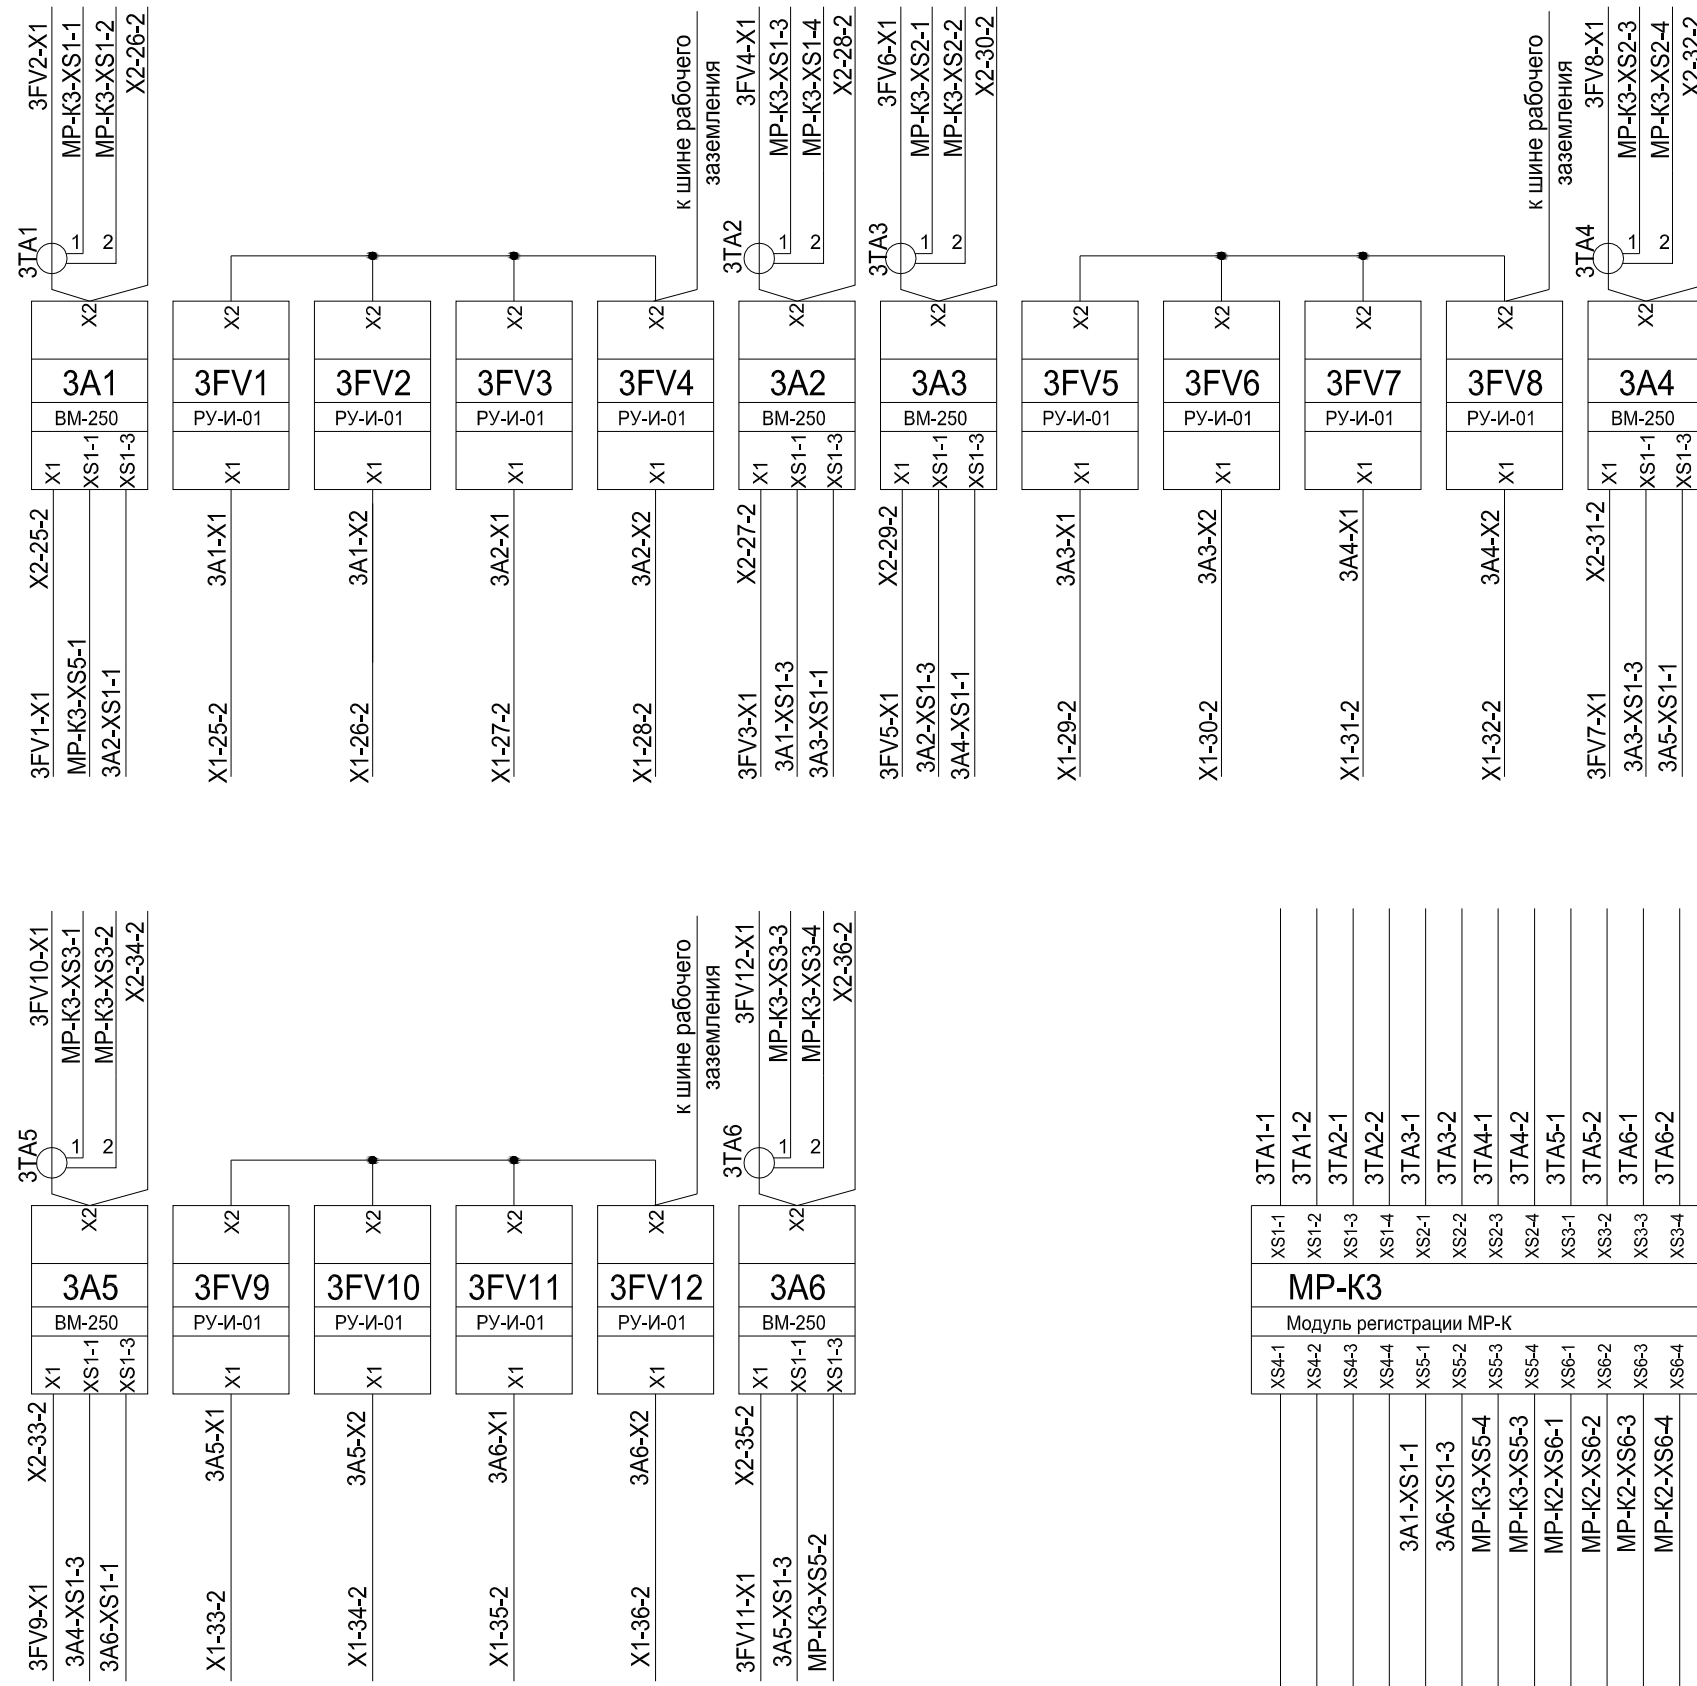 3FV2-X1
МР-К3-XS1-1
МР-К3-XS1-2
X2-26-2
к шине рабочего
заземления
3FV4-X1
МР-К3-XS1-3
МР-К3-XS1-4
X2-28-2
3FV6-X1
МР-К3-XS2-1
МР-К3-XS2-2
X2-30-2
к шине рабочего
заземления
3FV8-X1
МР-К3-XS2-3
МР-К3-XS2-4
X2-32-2
3TA1
1
2
3TA2
1
2
3TA3
1
2
3TA4
1
2
X2
X2
X2
X2
X2
X2
X2
X2
X2
X2
X2
X2
3A1
3FV1
3FV2
3FV3
3FV4
3A2
3A3
3FV5
3FV6
3FV7
3FV8
3A4
ВМ-250
РУ-И-01
РУ-И-01
РУ-И-01
РУ-И-01
ВМ-250
ВМ-250
РУ-И-01
РУ-И-01
РУ-И-01
РУ-И-01
ВМ-250
X1
XS1-1
XS1-3
X1
X1
X1
X1
X1
XS1-1
XS1-3
X1
XS1-1
XS1-3
X1
X1
X1
X1
X1
XS1-1
XS1-3
X2-25-2
3A1-X1
3A1-X2
3A2-X1
3A2-X2
X2-27-2
X2-29-2
3A3-X1
3A3-X2
3A4-X1
3A4-X2
X2-31-2
3FV1-X1
МР-К3-XS5-1
3A2-XS1-1
X1-25-2
X1-26-2
X1-27-2
X1-28-2
3FV3-X1
3A1-XS1-3
3A3-XS1-1
3FV5-X1
3A2-XS1-3
3A4-XS1-1
X1-29-2
X1-30-2
X1-31-2
X1-32-2
3FV7-X1
3A3-XS1-3
3A5-XS1-1
3FV10-X1
МР-К3-XS3-1
МР-К3-XS3-2
X2-34-2
к шине рабочего
заземления
3FV12-X1
МР-К3-XS3-3
МР-К3-XS3-4
X2-36-2
3TA5
1
2
3TA6
1
2
3TA1-1
3TA1-2
3TA2-1
3TA2-2
3TA3-1
3TA3-2
3TA4-1
3TA4-2
3TA5-1
3TA5-2
3TA6-1
3TA6-2
X2
X2
X2
X2
X2
X2
XS1-1
XS1-2
XS1-3
XS1-4
XS2-1
XS2-2
XS2-3
XS2-4
XS3-1
XS3-2
XS3-3
XS3-4
3A5
3FV9
3FV10
3FV11
3FV12
3A6
МР-К3
ВМ-250
РУ-И-01
РУ-И-01
РУ-И-01
РУ-И-01
ВМ-250
Модуль регистрации МР-К
X1
XS1-1
XS1-3
X1
X1
X1
X1
X1
XS1-1
XS1-3
XS4-1
XS4-2
XS4-3
XS4-4
XS5-1
XS5-2
XS5-3
XS5-4
XS6-1
XS6-2
XS6-3
XS6-4
X2-33-2
3A5-X1
3A5-X2
3A6-X1
3A6-X2
X2-35-2
3A1-XS1-1
3A6-XS1-3
МР-К3-XS5-4
МР-К3-XS5-3
МР-К2-XS6-1
МР-К2-XS6-2
МР-К2-XS6-3
МР-К2-XS6-4
3FV9-X1
3A4-XS1-3
3A6-XS1-1
X1-33-2
X1-34-2
X1-35-2
X1-36-2
3FV11-X1
3A5-XS1-3
МР-К3-XS5-2